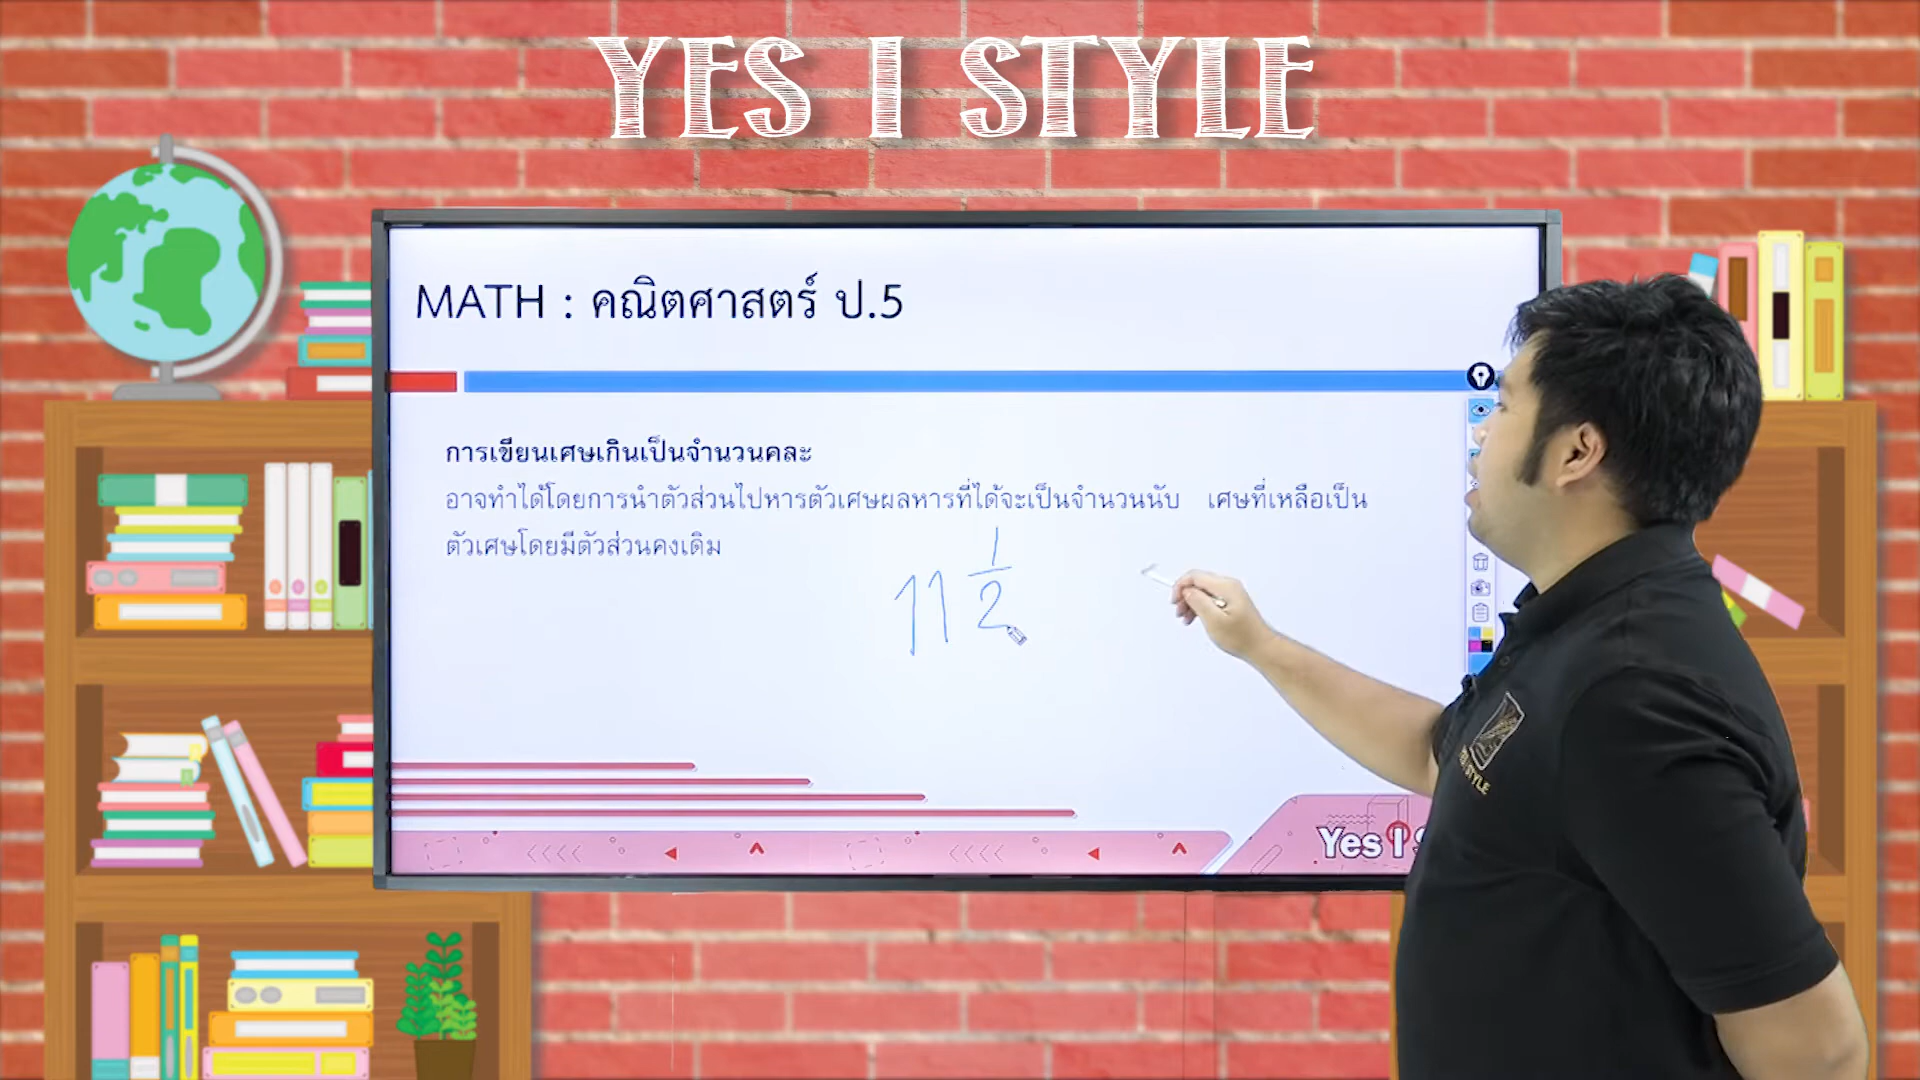 YES I STYLE
MATH : คณิตศาสตร์ ป.5
การเขียนเศษเกินเป็นจำนวนคละ
อาจทำได้โดยการนำตัวส่วนไปหารตัวเศษผลหารที่ได้จะเป็นจำนวนนับ เศษที่เหลือเป็น
ตัวเศษโดยมีตัวส่วนคงเดิม
11 1/2
Yes I S
YES I STYLE